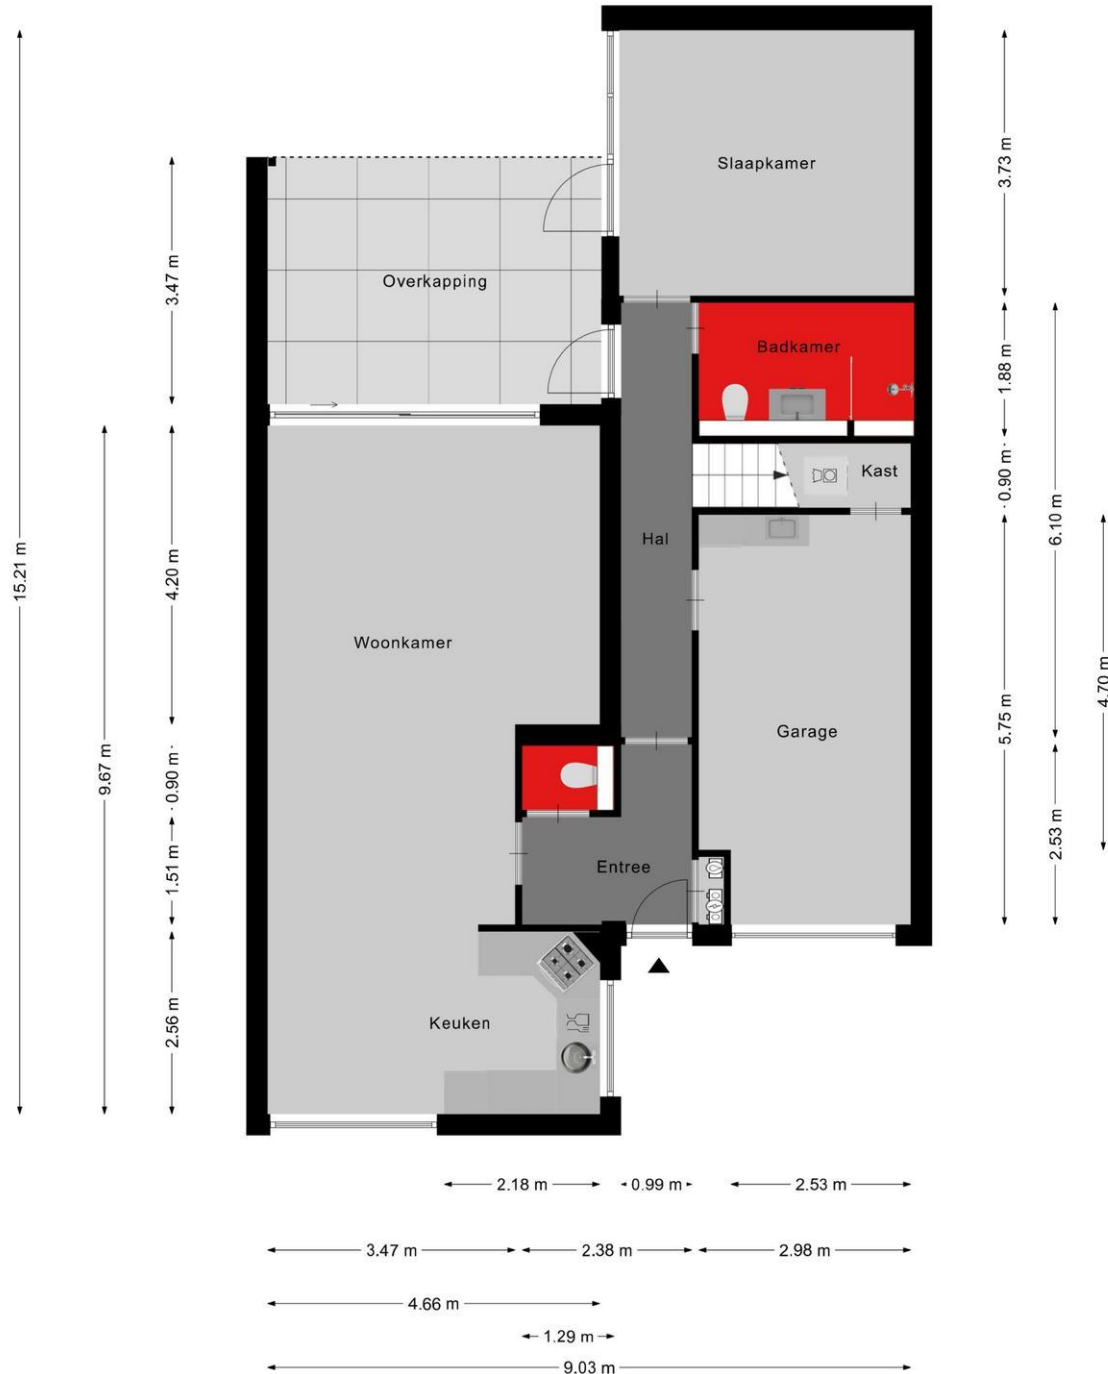 Slaapkamer
3.73 m
Overkapping
3.47 m
Badkamer
1.88 m
Kast
0.90 m
6.10 m
Hal
15.21 m
4.20 m
Woonkamer
4.70 m
Garage
5.75 m
9.67 m
0.90 m
2.53 m
1.51 m
Entree
Keuken
2.56 m
2.18 m
0.99 m
2.53 m
3.47 m
2.38 m
2.98 m
4.66 m
1.29 m
9.03 m